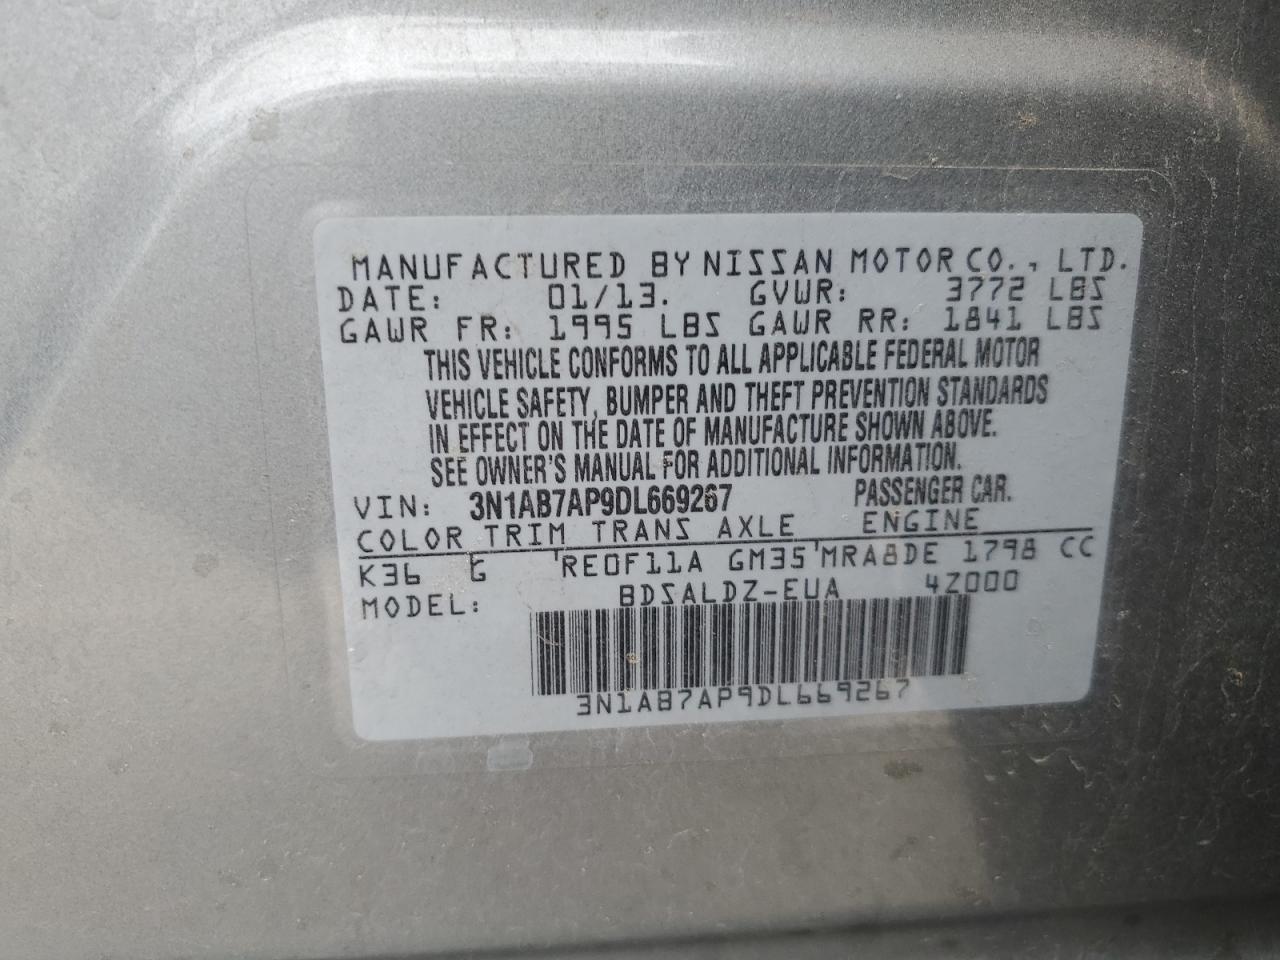 MANUFACTURED BY NISSAN MOTOR CO., LTD.
DATE: 01/13. GVWR: 3772 LBS
GAWR FR: 1995 LBS GAWR RR: 1841 LBS
THIS VEHICLE CONFORMS TO ALL APPLICABLE FEDERAL MOTOR
VEHICLE SAFETY, BUMPER AND THEFT PREVENTION STANDARDS
IN EFFECT ON THE DATE OF MANUFACTURE SHOWN ABOVE.
SEE OWNER'S MANUAL FOR ADDITIONAL INFORMATION.
VIN: 3N1AB7AP9DL669267 PASSENGER CAR.
COLOR TRIM TRANS AXLE ENGINE
K36 G RE0F11A GM35 MRA8DE 1798 CC
MODEL: BDSALDZ-EUA 4Z000
3N1AB7AP9DL669267